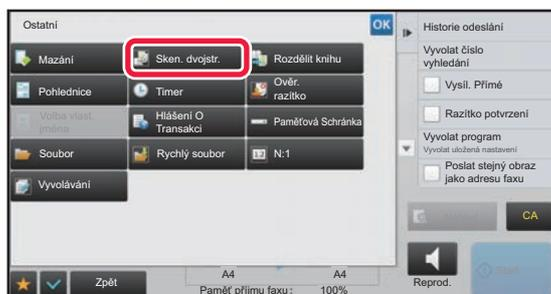 Ostatní
OK
Mazání
Sken. dvojstr.
Rozdělit knihu
Pohlednice
Timer
Ověr.
razítko
Volba vlast.
jména
Hlášení O
Transakci
Paměťová Schránka
Soubor
Rychlý soubor
N:1
Vyvolávání
Zpět
A4
A4
Paměť příjmu faxu :
100%
Historie odeslání
Vyvolat číslo
vyhledání
Vysíl. Přímé
Razítko potvrzení
Vyvolat program
Vyvolat uložená nastavení
Poslat stejný obraz
jako adresu faxu
CA
Reprod.
Start